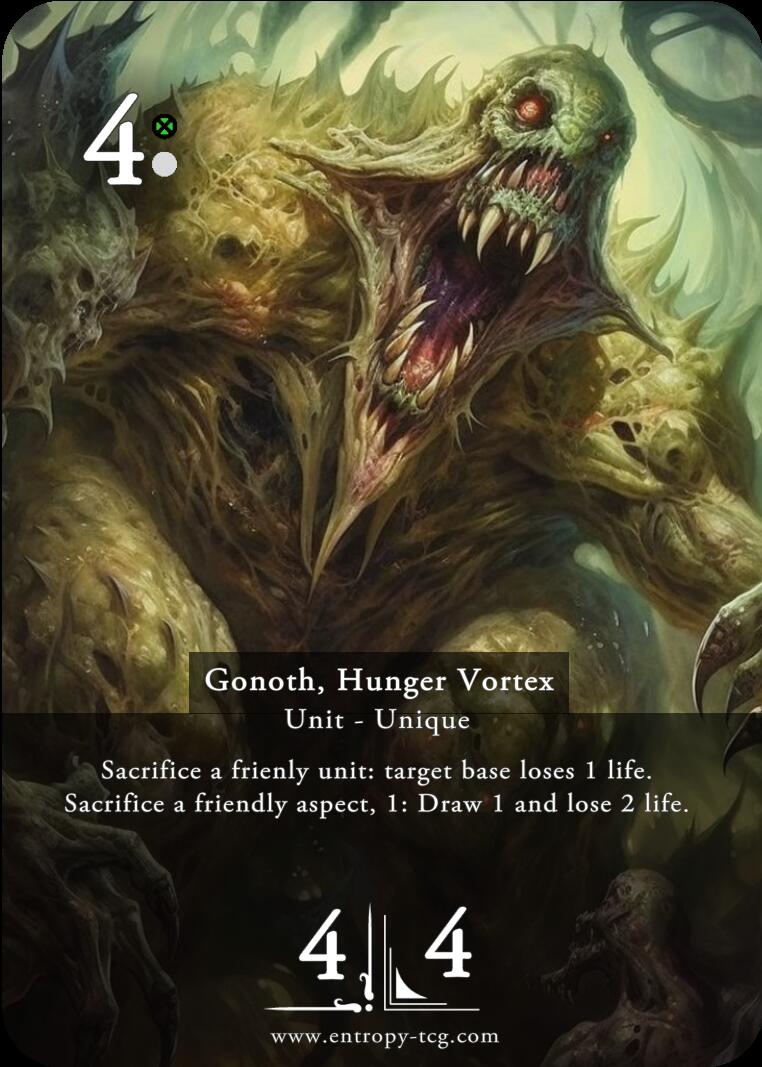 4
Gonoth, Hunger Vortex
Unit - Unique
Sacrifice a frienly unit: target base loses 1 life.
Sacrifice a friendly aspect, 1: Draw 1 and lose 2 life.
4 4
www.entropy-tcg.com